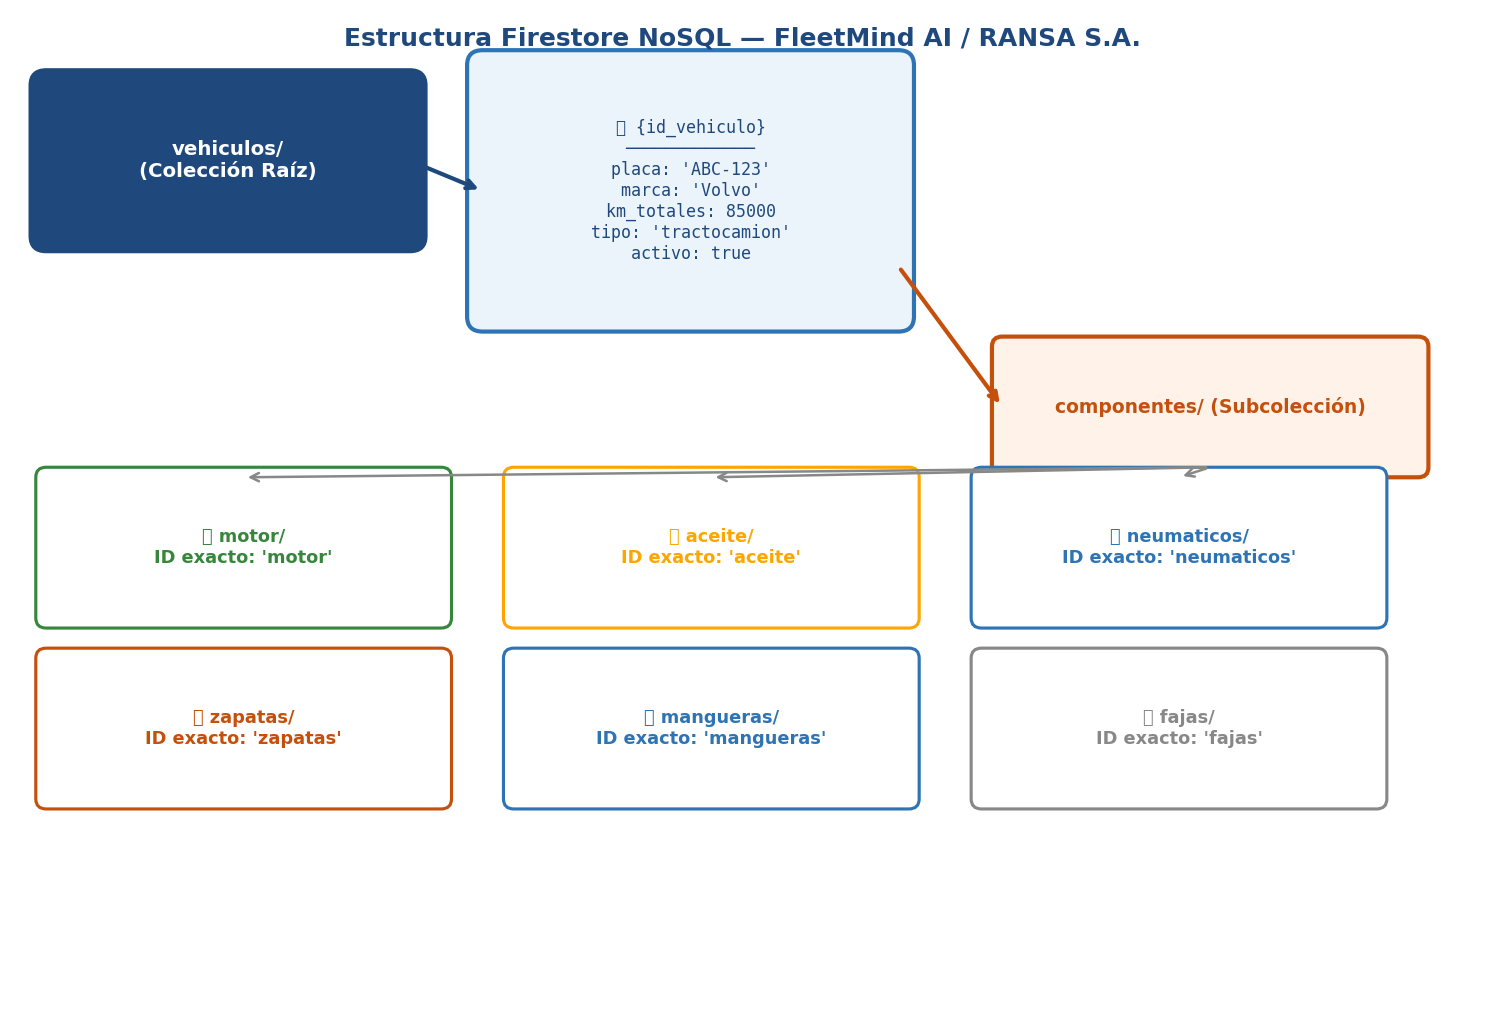 Estructura Firestore NoSQL — FleetMind AI / RANSA S.A.
vehiculos/
(Colección Raíz)
{id_vehiculo}
─────────────
placa: 'ABC-123'
marca: 'Volvo'
km_totales: 85000
tipo: 'tractocamion'
activo: true
componentes/ (Subcolección)
motor/
ID exacto: 'motor'
aceite/
ID exacto: 'aceite'
neumaticos/
ID exacto: 'neumaticos'
zapatas/
ID exacto: 'zapatas'
mangueras/
ID exacto: 'mangueras'
fajas/
ID exacto: 'fajas'